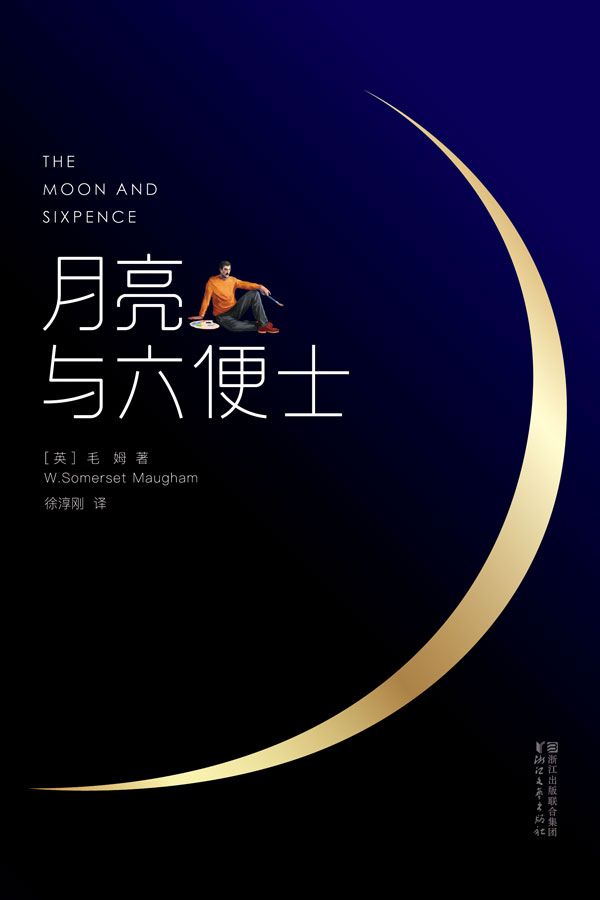 THE
MOON AND
SIXPENCE
月亮
与六便士
［英］毛 姆 著
W.Somerset Maugham
徐淳刚 译
浙江出版联合集团
浙江文艺出版社